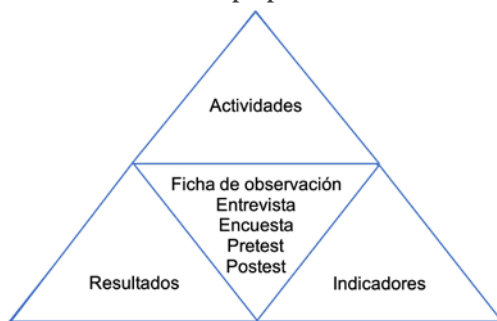 Actividades
Ficha de observación
Entrevista
Encuesta
Pretest
Postest
Resultados
Indicadores